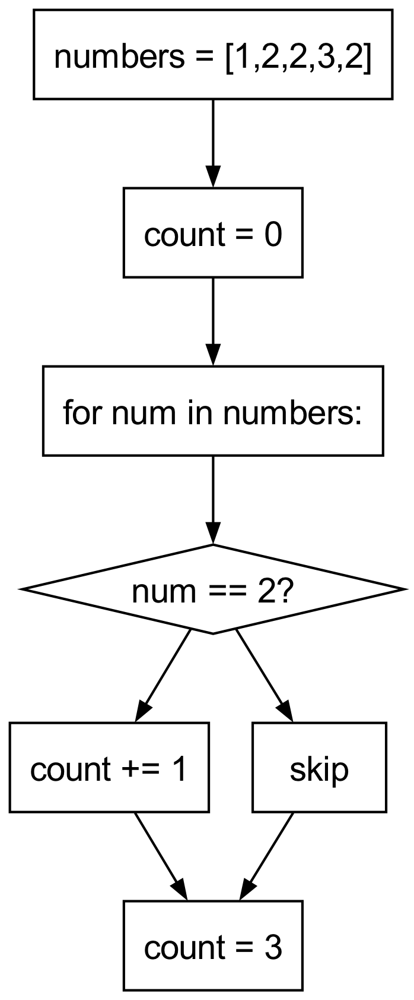 numbers = [1,2,2,3,2]
count = 0
for num in numbers:
num == 2?
count += 1
skip
count = 3